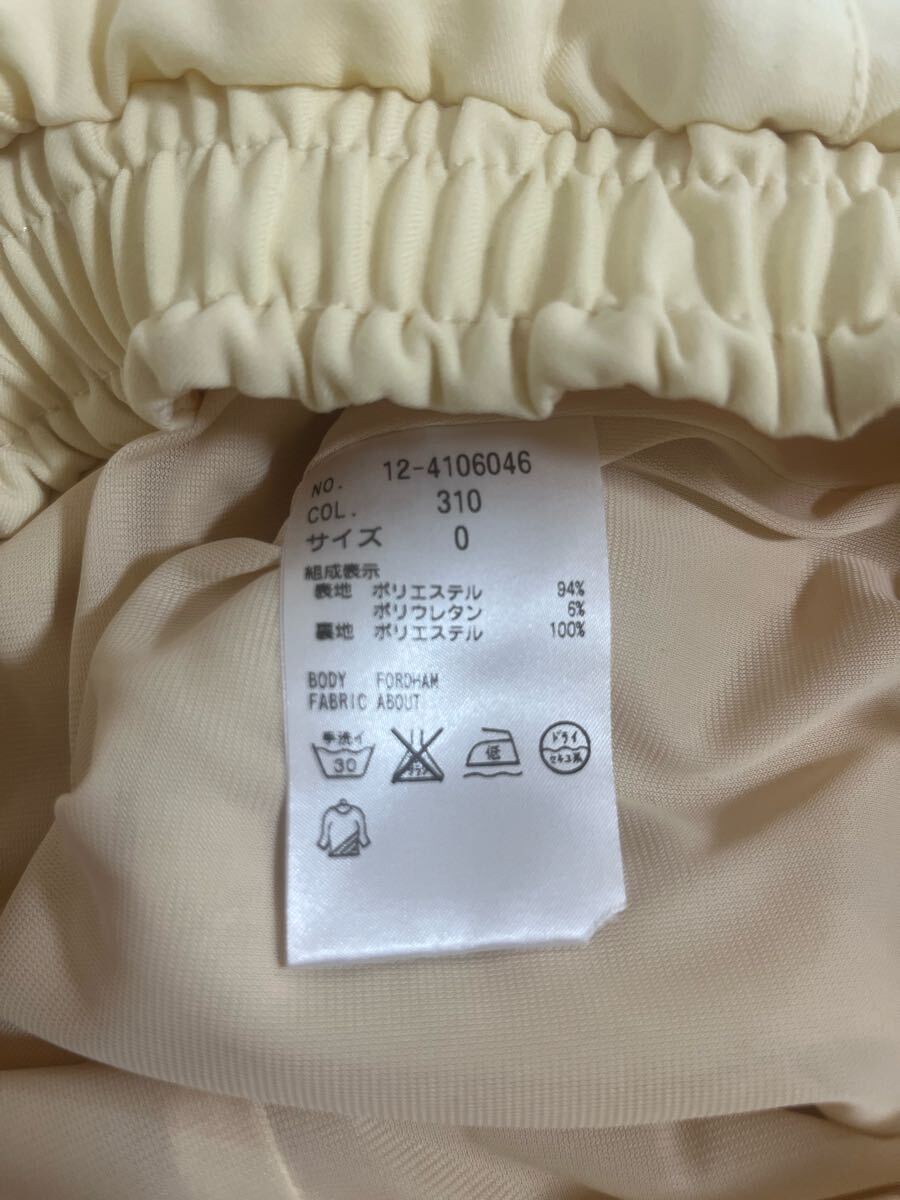 NO. 12-4106046
COL. 310
サイズ 0
組成表示
表地 ポリエステル 94%
ポリウレタン 6%
裏地 ポリエステル 100%
BODY FORDHAM
FABRIC ABOUT
手洗イ
30
低
ドライ
セキユ系